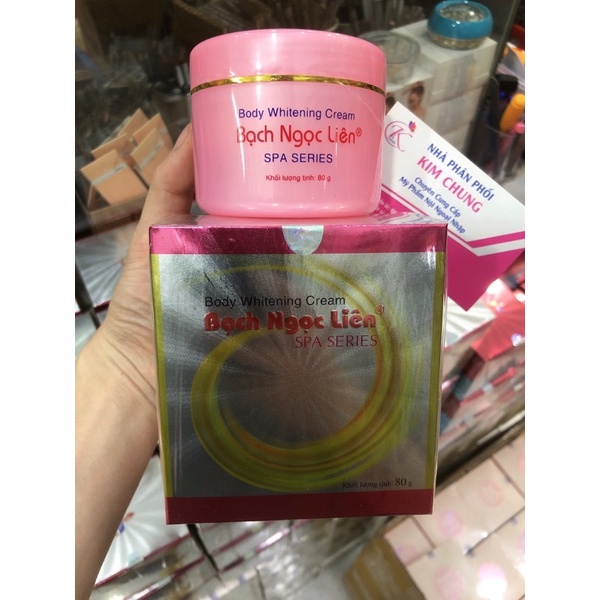 Body Whitening Cream
Bạch Ngọc Liên®
SPA SERIES
Khối lượng tịnh: 80 g
NHÀ PHÂN PHỐI
KIM CHUNG
Chuyên Cung Cấp
Mỹ Phẩm Nội Ngoại Nhập
Body Whitening Cream
Bạch Ngọc Liên®
SPA SERIES
Khối lượng tịnh: 80 g